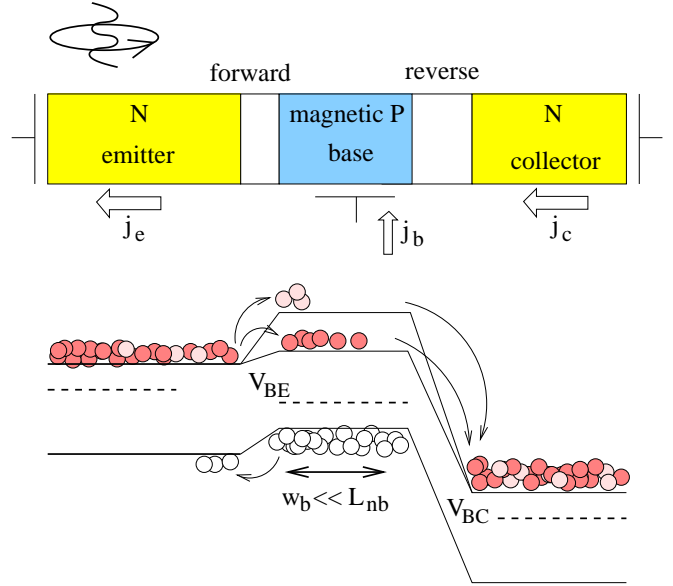 forward
reverse
N
emitter
magnetic P
base
N
collector
j_e
j_b
j_c
V_BE
w_b << L_nb
V_BC